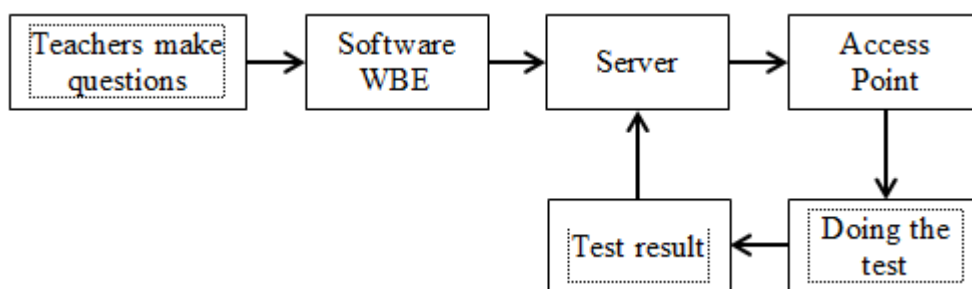 Teachers make
questions
Software
WBE
Server
Access
Point
Test result
Doing the
test